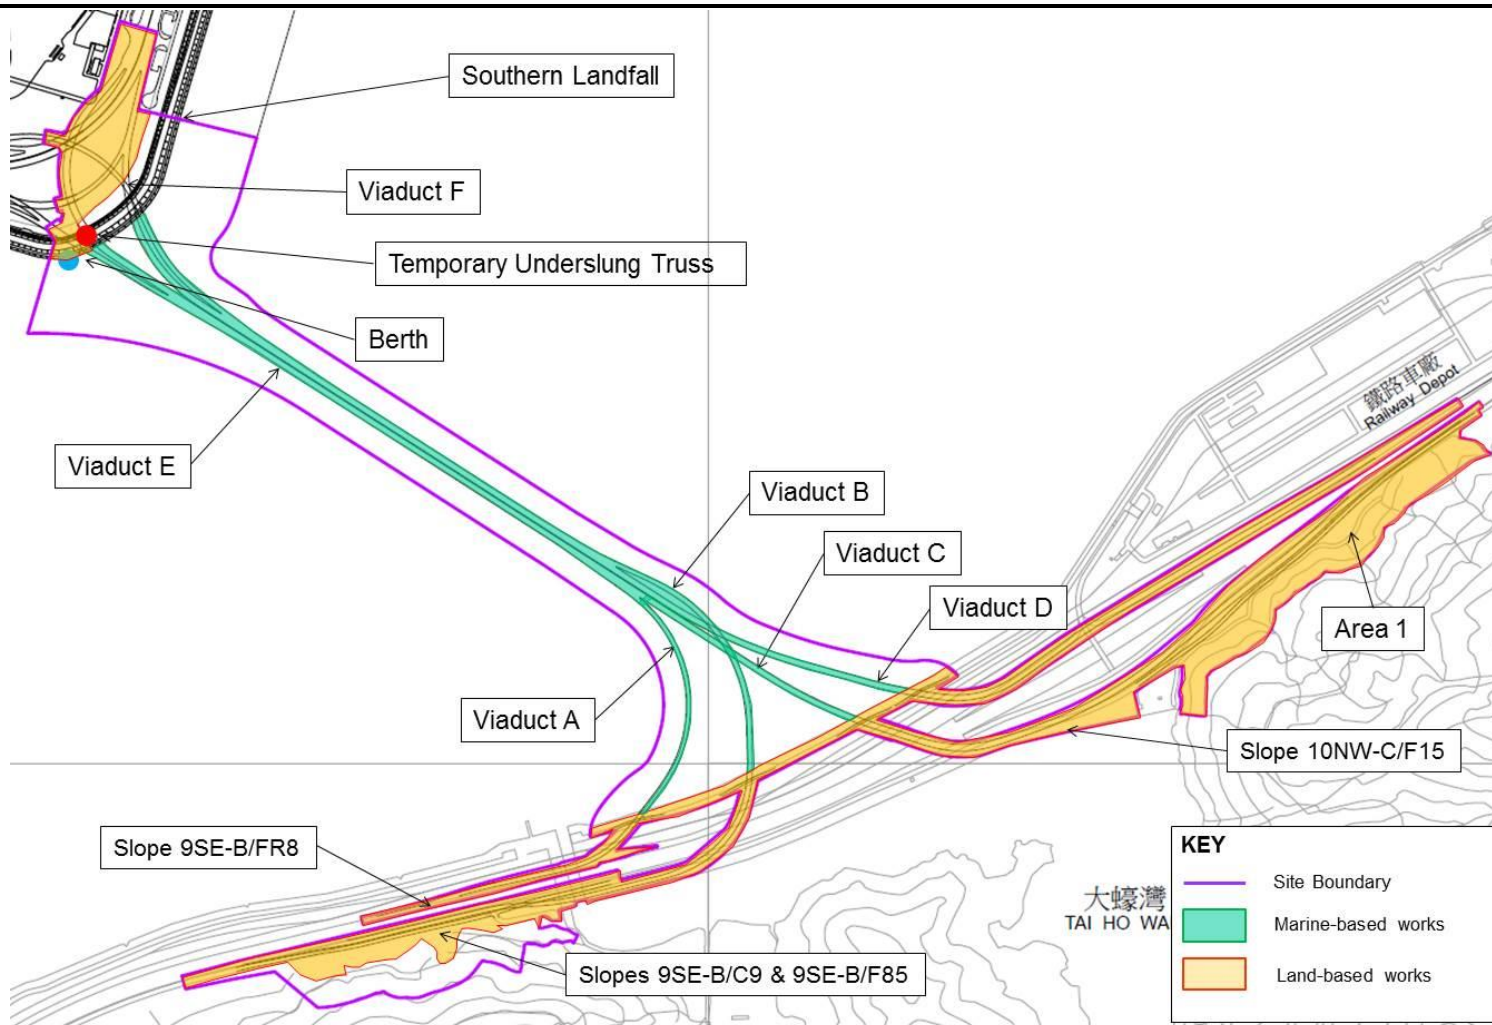 Southern Landfall
Viaduct F
Temporary Underslung Truss
Berth
鐵路車廠
Railway Depot
Viaduct E
Viaduct B
Viaduct C
Viaduct D
Area 1
Viaduct A
Slope 10NW-C/F15
Slope 9SE-B/FR8
大蠔灣
TAI HO WA
Slopes 9SE-B/C9 & 9SE-B/F85
KEY
Site Boundary
Marine-based works
Land-based works